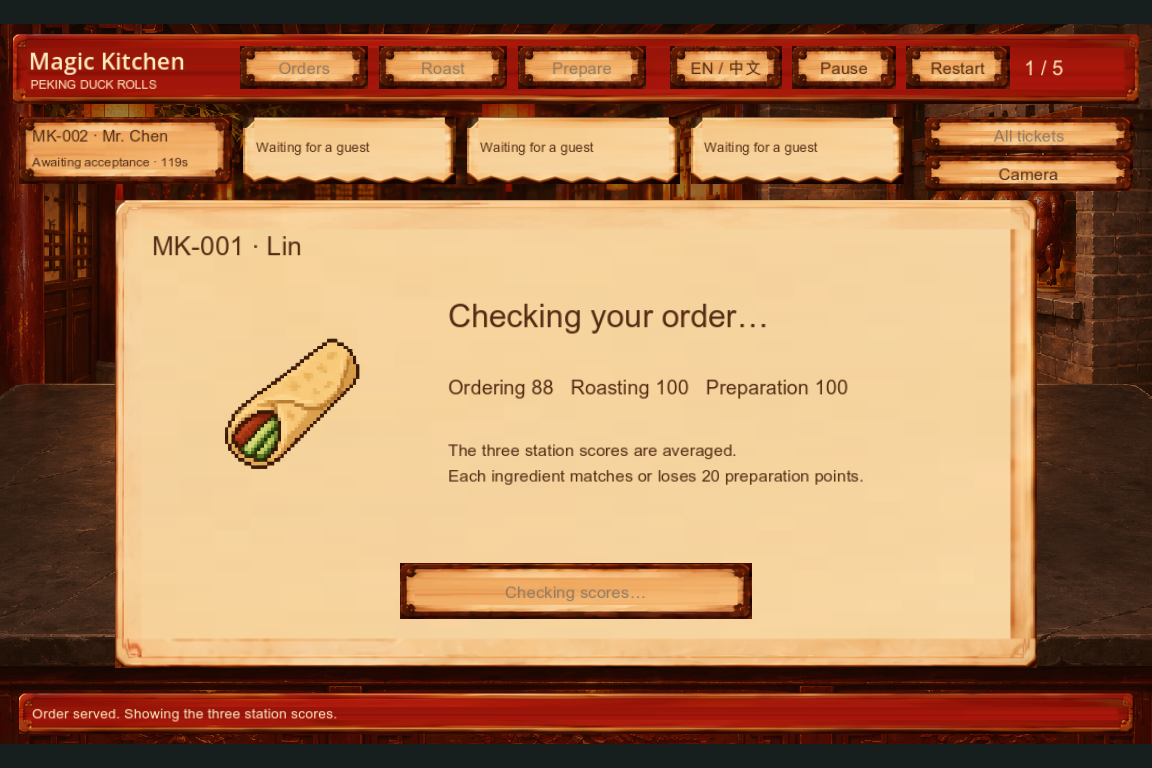 Magic Kitchen
PEKING DUCK ROLLS
Orders
Roast
Prepare
EN / 中文
Pause
Restart
1 / 5
MK-002 · Mr. Chen
Awaiting acceptance · 119s
Waiting for a guest
Waiting for a guest
Waiting for a guest
All tickets
Camera
MK-001 · Lin
Checking your order…
Ordering 88 Roasting 100 Preparation 100
The three station scores are averaged.
Each ingredient matches or loses 20 preparation points.
Checking scores…
Order served. Showing the three station scores.